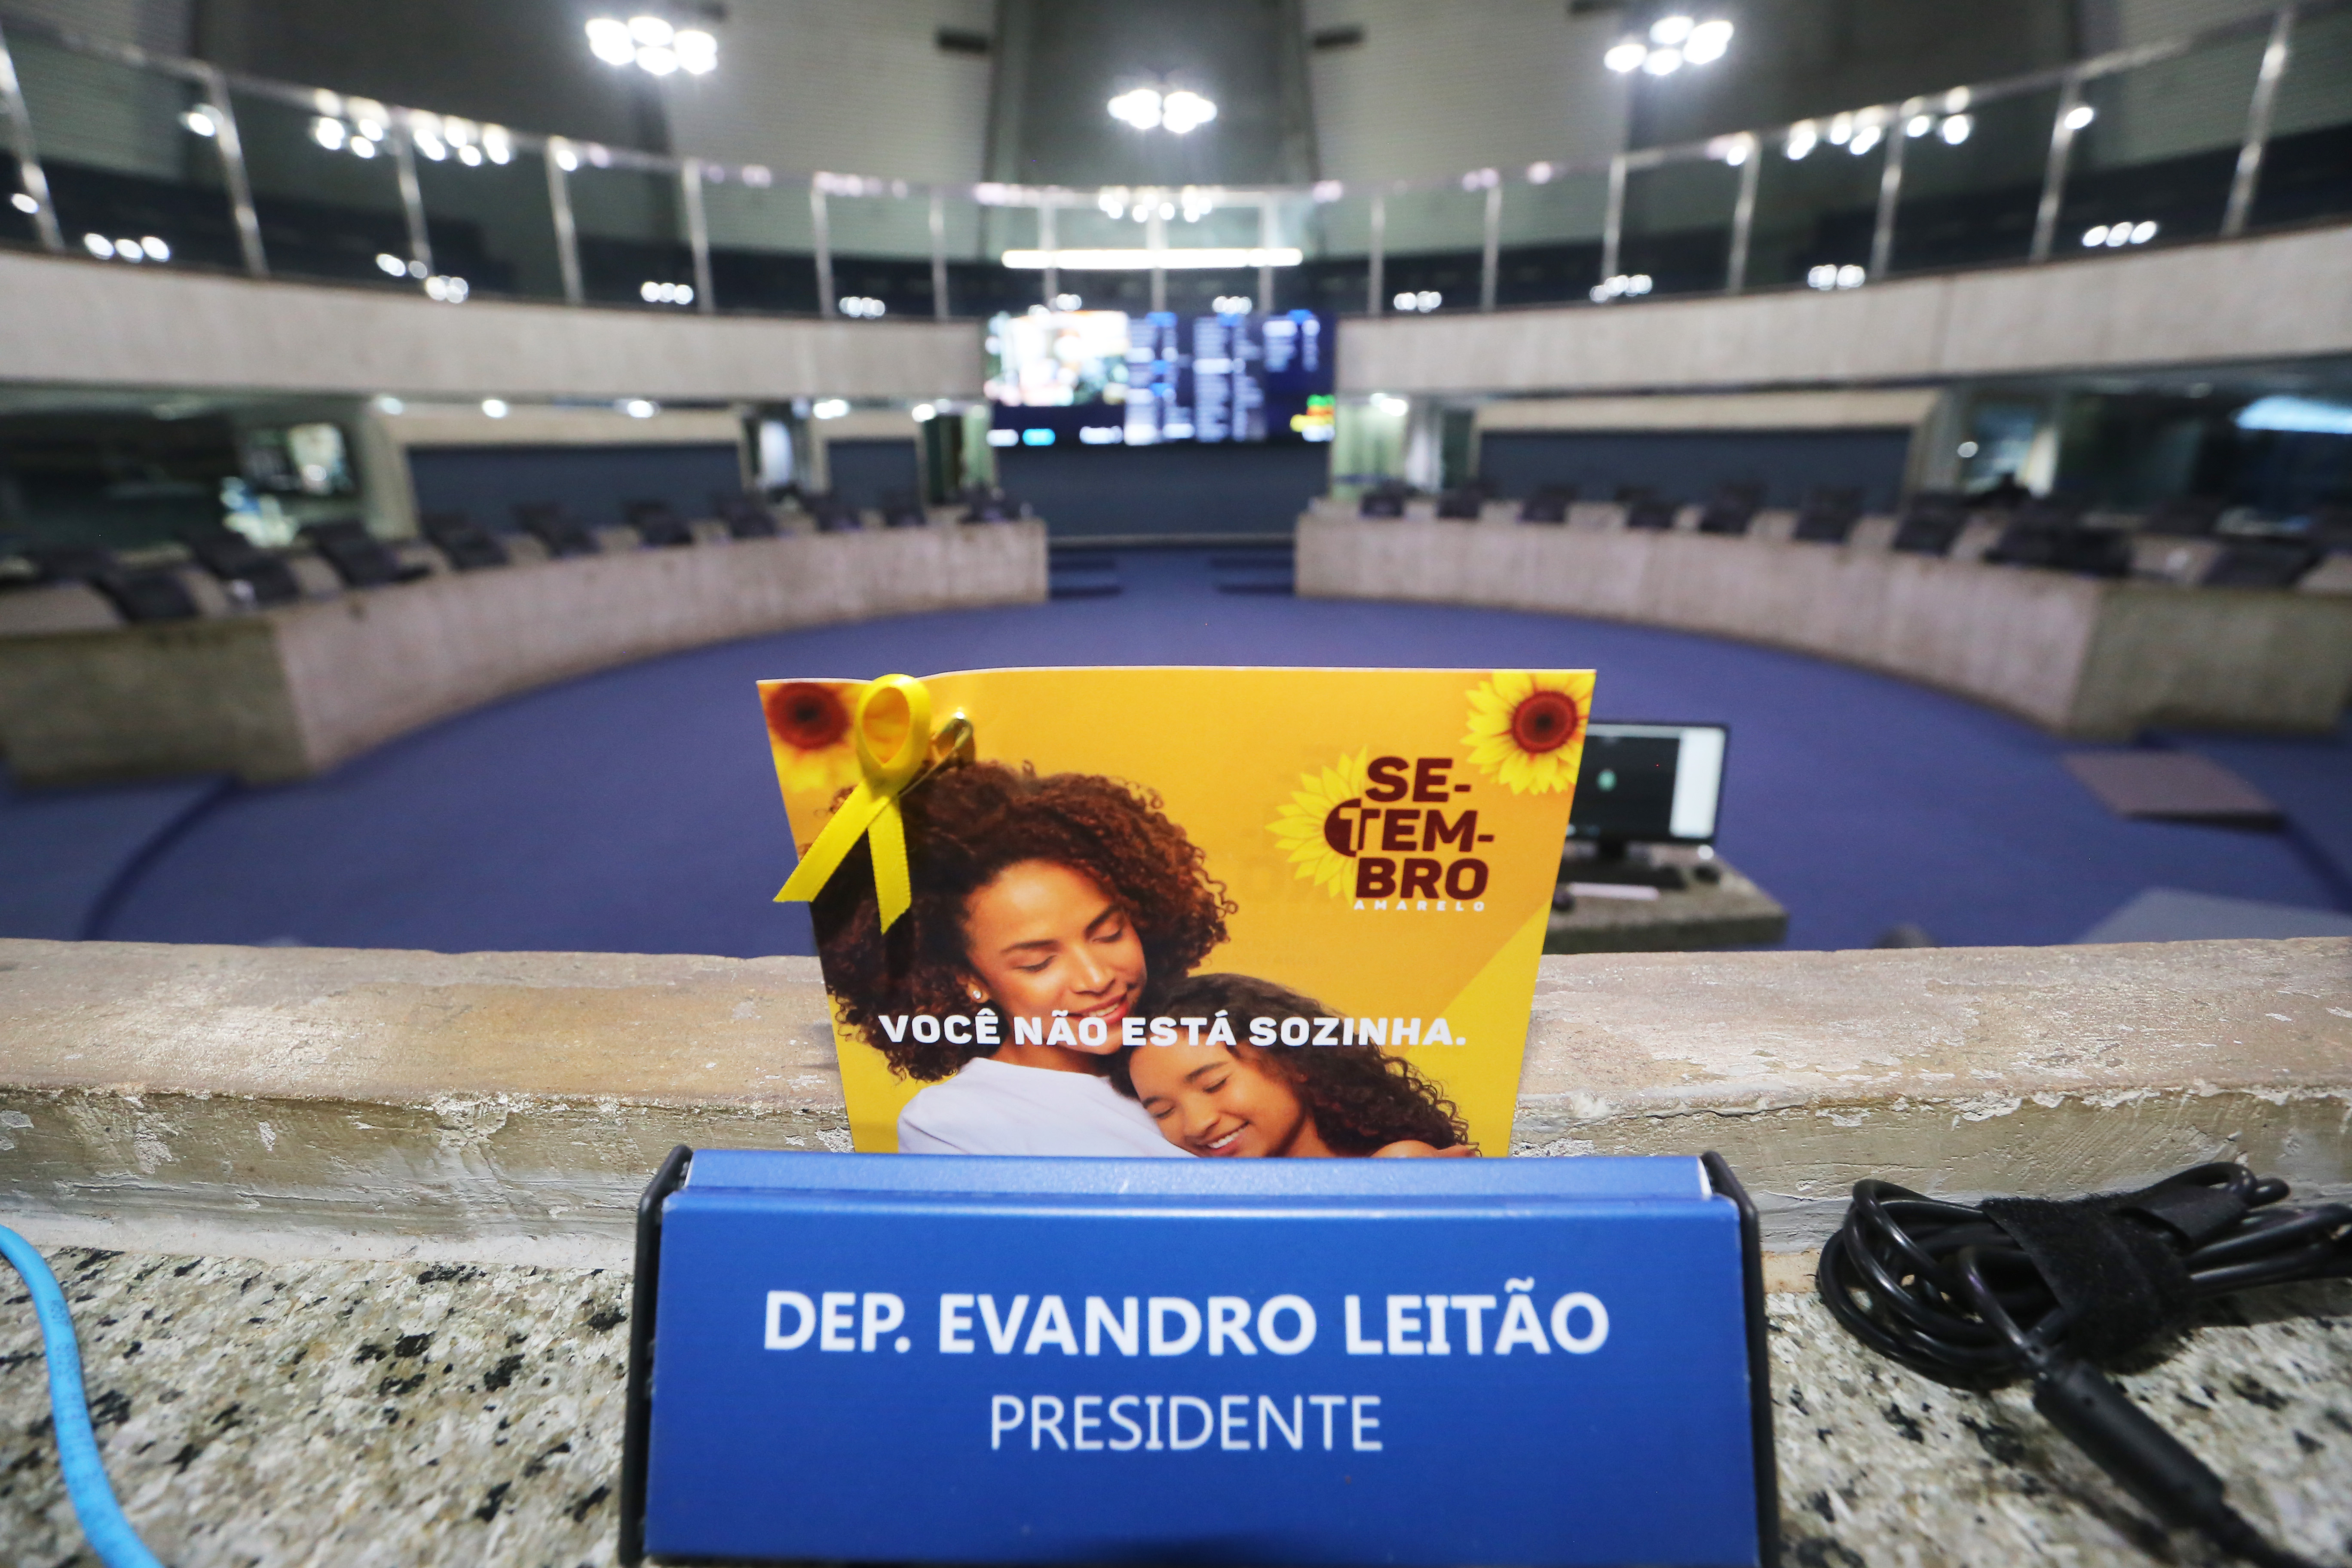 SE-
TEM-
BRO
AMARELO
VOCÊ NÃO ESTÁ SOZINHA.
DEP. EVANDRO LEITÃO
PRESIDENTE